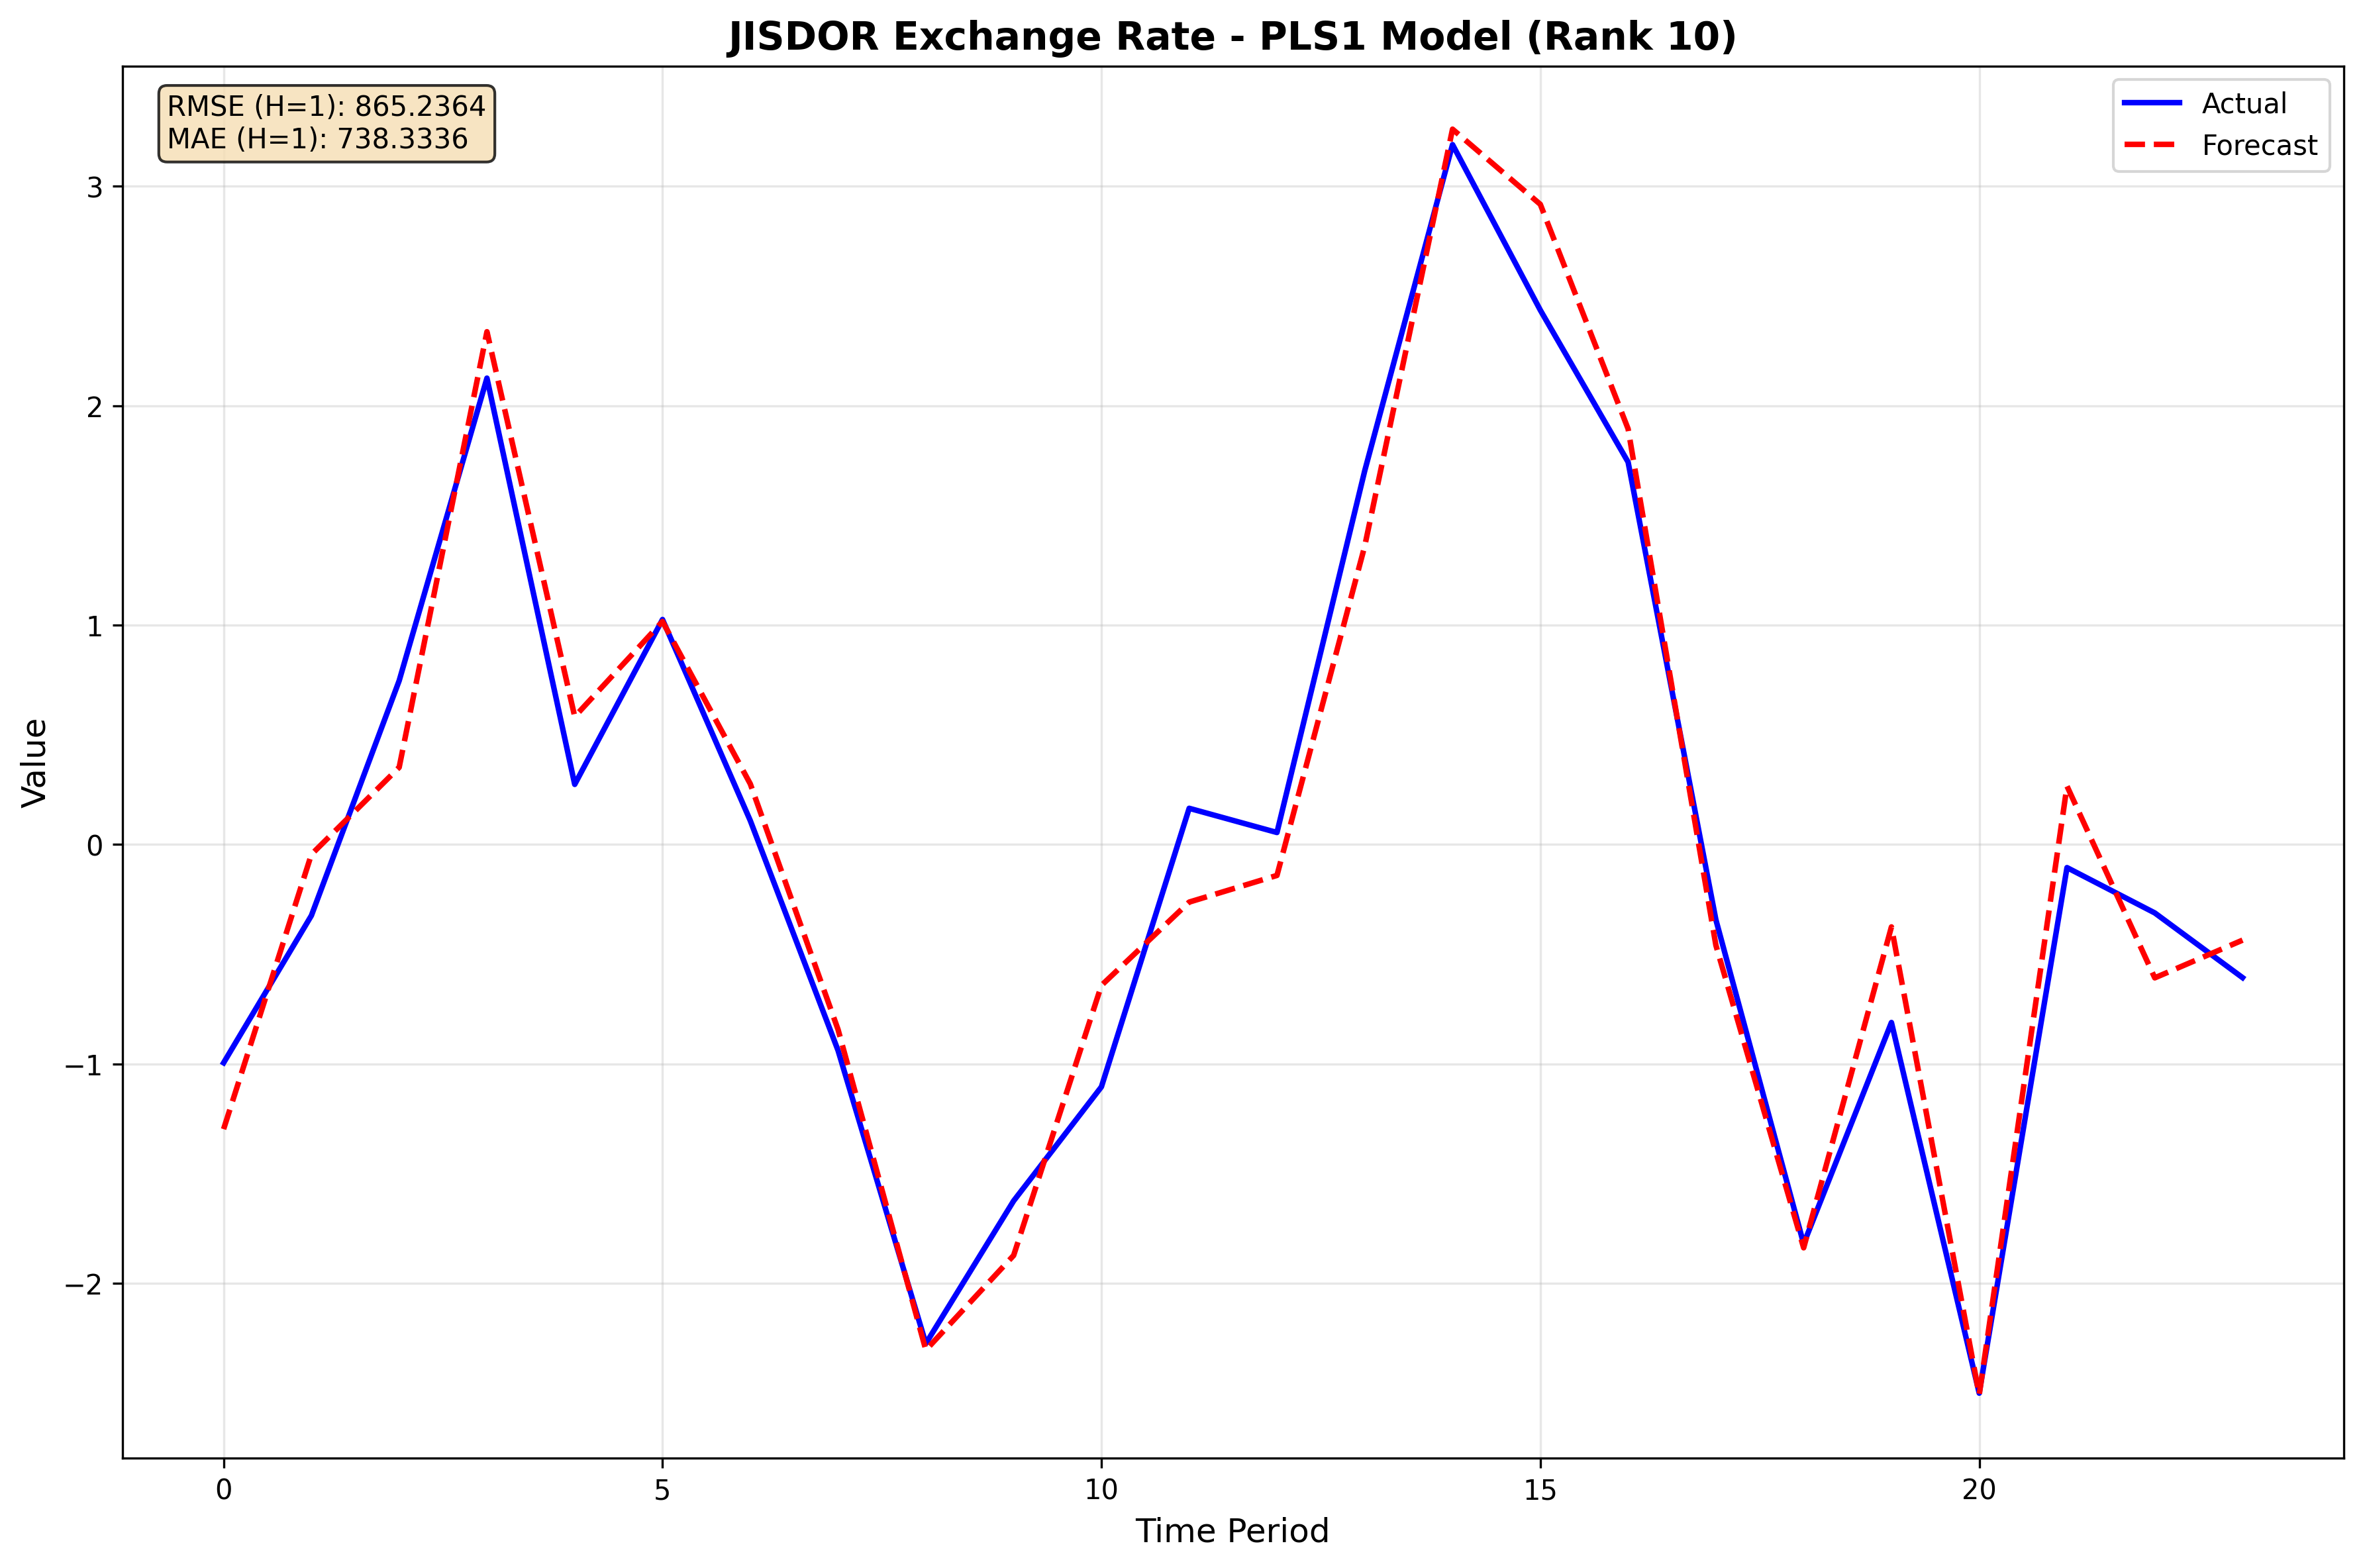 JISDOR Exchange Rate - PLS1 Model (Rank 10)
RMSE (H=1): 865.2364
MAE (H=1): 738.3336
Actual
Forecast
3
2
1
0
−1
−2
Value
0
5
10
15
20
Time Period